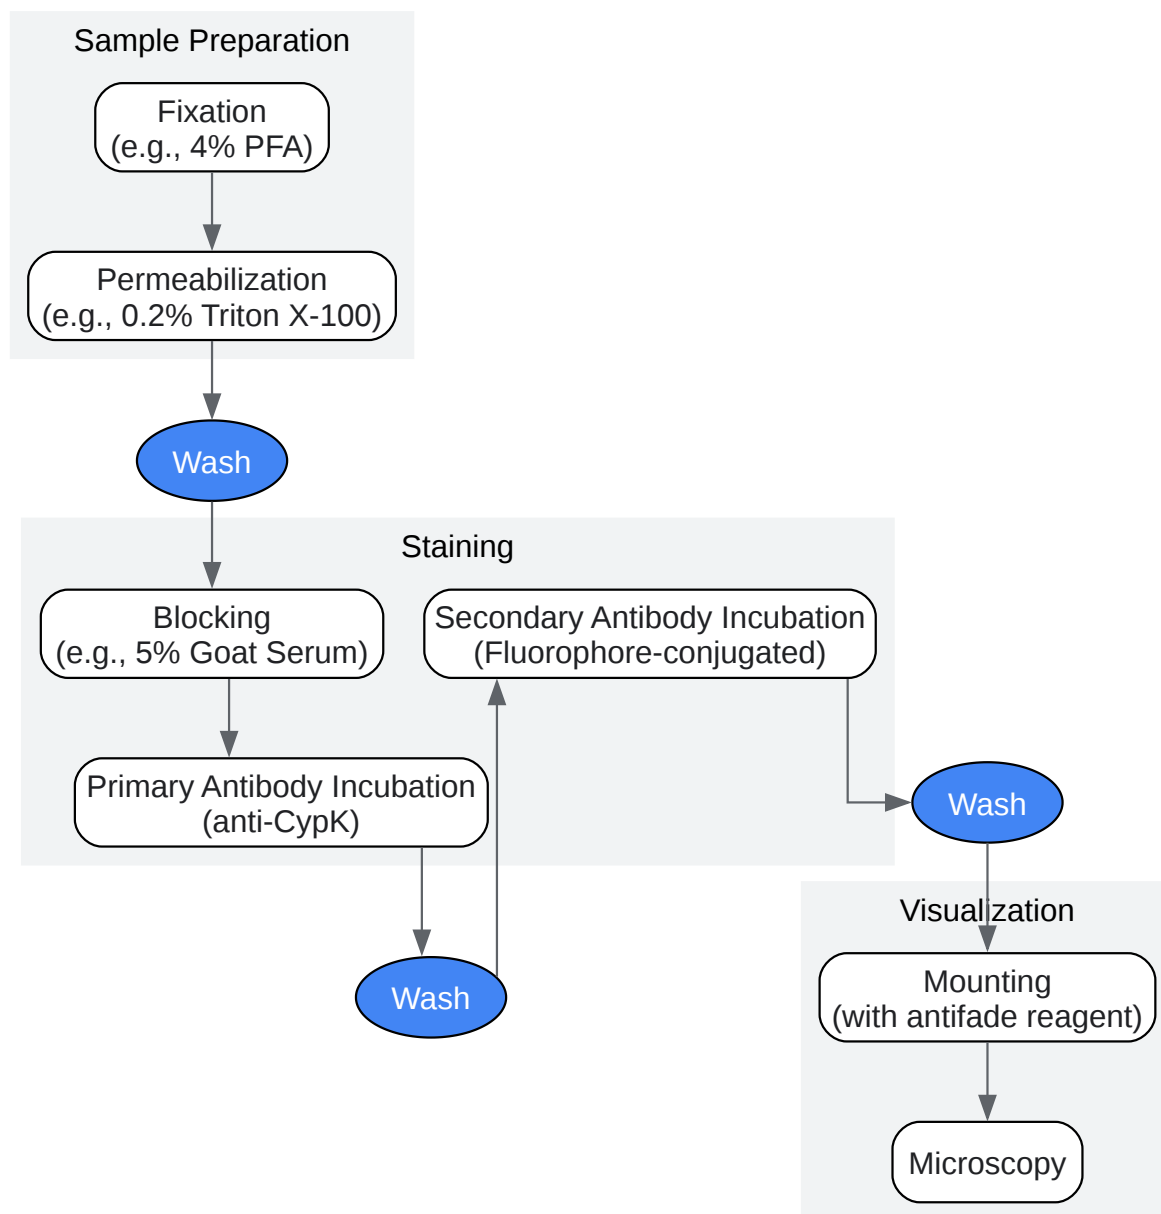 Sample Preparation
Fixation
(e.g., 4% PFA)
Permeabilization
(e.g., 0.2% Triton X-100)
Wash
Staining
Blocking
(e.g., 5% Goat Serum)
Primary Antibody Incubation
(anti-CypK)
Wash
Secondary Antibody Incubation
(Fluorophore-conjugated)
Wash
Visualization
Mounting
(with antifade reagent)
Microscopy